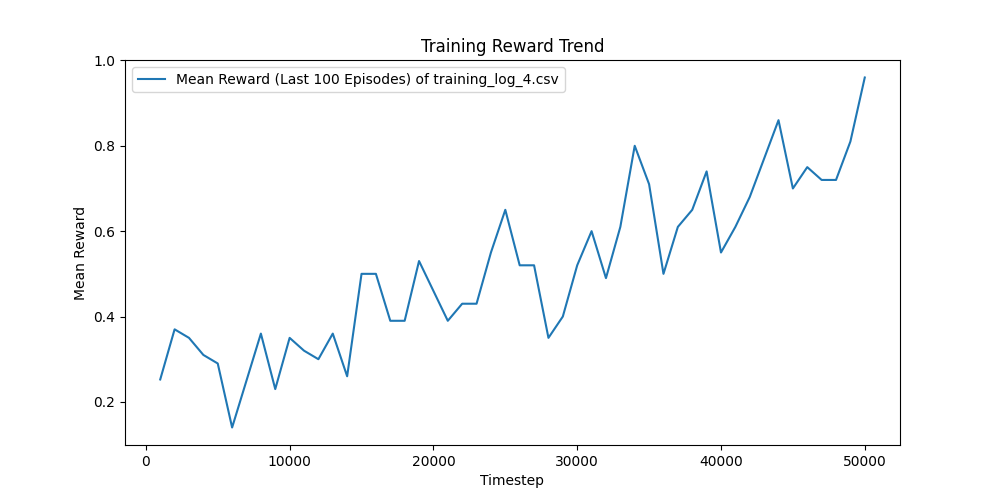 Training Reward Trend
Mean Reward (Last 100 Episodes) of training_log_4.csv
Mean Reward
1.0
0.8
0.6
0.4
0.2
0 10000 20000 30000 40000 50000
Timestep